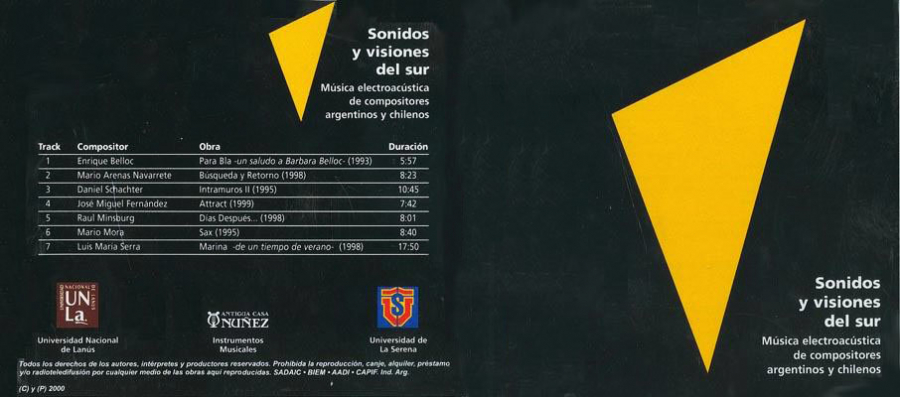 Sonidos
y visiones
del sur
Música electroacústica
de compositores
argentinos y chilenos
Track Compositor Obra Duración
1 Enrique Belloc Para Bla -un saludo a Barbara Belloc- (1993) 5:57
2 Mario Arenas Navarrete Búsqueda y Retorno (1998) 8:23
3 Daniel Schachter Intramuros II (1995) 10:45
4 José Miguel Fernández Attract (1999) 7:42
5 Raul Minsburg Días Después... (1998) 8:01
6 Mario Mora Sax (1995) 8:40
7 Luis María Serra Marina -de un tiempo de verano- (1998) 17:50
UNIVERSIDAD NACIONAL DE LANUS
UN
La.
Universidad Nacional
de Lanús
ANTIGUA CASA
NUÑEZ
Instrumentos
Musicales
U S
Universidad de
La Serena
Todos los derechos de los autores, intérpretes y productores reservados. Prohibida la reproducción, canje, alquiler, préstamo
y/o radioteledifusión por cualquier medio de las obras aquí reproducidas. SADAIC • BIEM • AADI • CAPIF. Ind. Arg.
(C) y (P) 2000
Sonidos
y visiones
del sur
Música electroacústica
de compositores
argentinos y chilenos